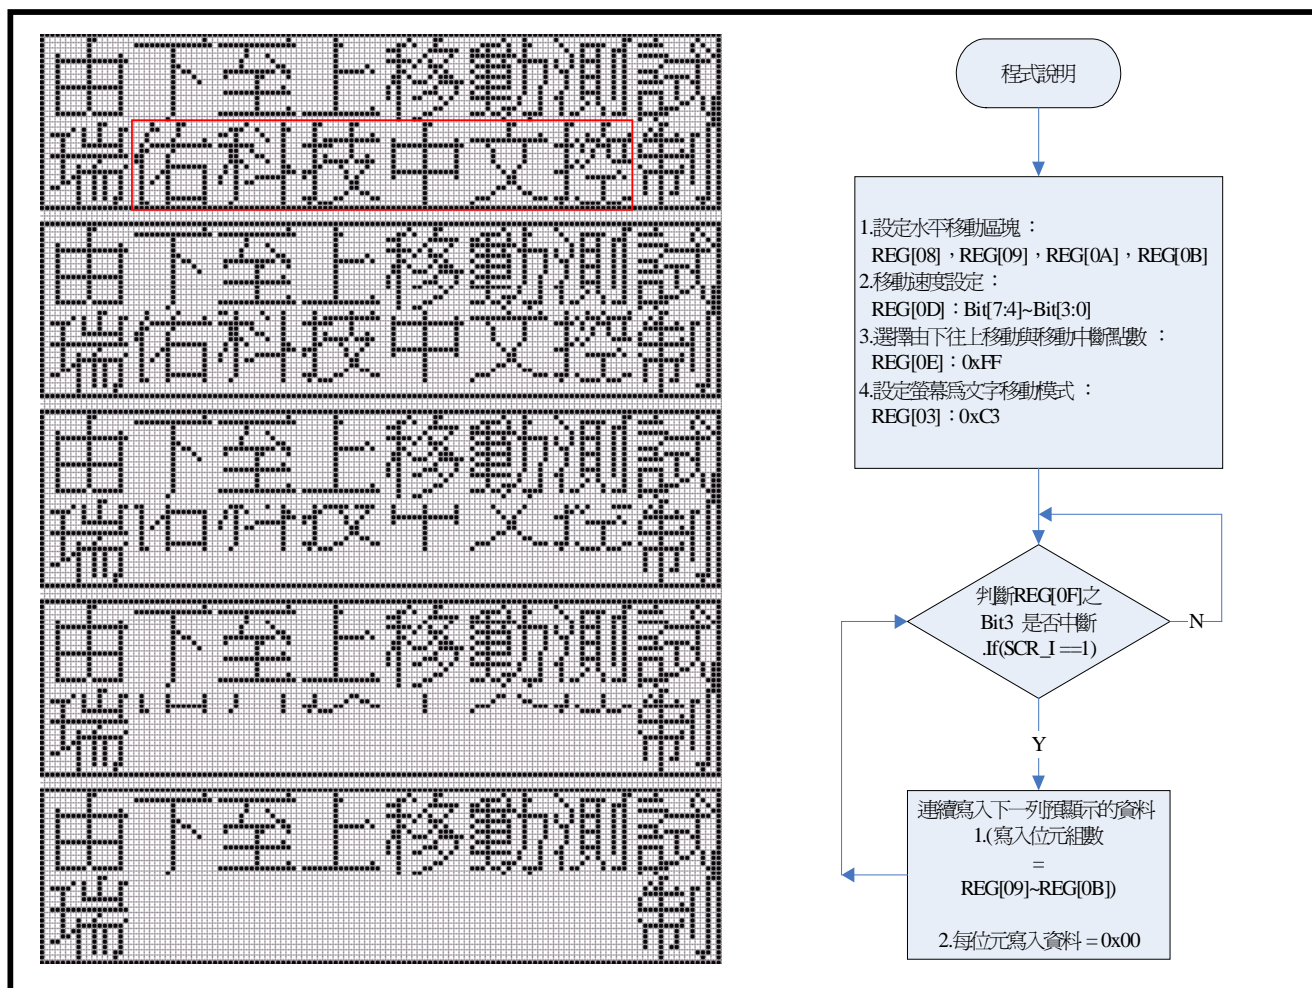 由下至上移動測試
瑞佑科技中文控制
由下至上移動測試
瑞佑科技中文控制
由下至上移動測試
瑞 制
由下至上移動測試
瑞 制
由下至上移動測試
瑞 制
程式說明
1.設定水平移動區塊：
REG[08]，REG[09]，REG[0A]，REG[0B]
2.移動速度設定：
REG[0D]：Bit[7:4]~Bit[3:0]
3.選擇由下往上移動與移動中斷點數：
REG[0E]：0xFF
4.設定螢幕為文字移動模式：
REG[03]：0xC3
判斷REG[0F]之
Bit3 是否中斷
.If(SCR_I ==1)
N
Y
連續寫入下一列預顯示的資料
1.(寫入位元組數
=
REG[09]~REG[0B])
2.每位元寫入資料 = 0x00